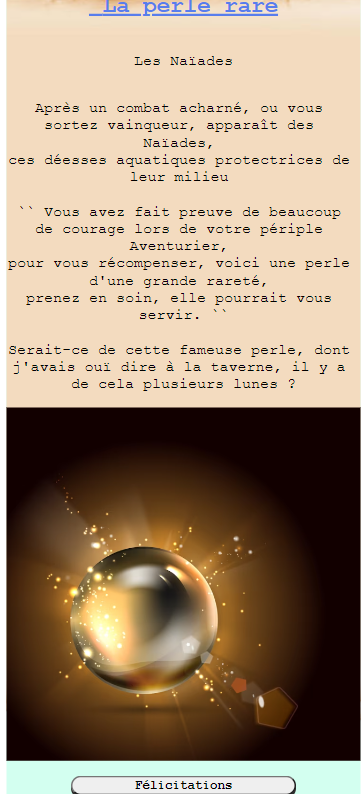 La perle rare
Les Naïades
Après un combat acharné, ou vous
sortez vainqueur, apparaît des
Naïades,
ces déesses aquatiques protectrices de
leur milieu
`` Vous avez fait preuve de beaucoup
de courage lors de votre périple
Aventurier,
pour vous récompenser, voici une perle
d'une grande rareté,
prenez en soin, elle pourrait vous
servir. ``
Serait-ce de cette fameuse perle, dont
j'avais ouï dire à la taverne, il y a
de cela plusieurs lunes ?
Félicitations